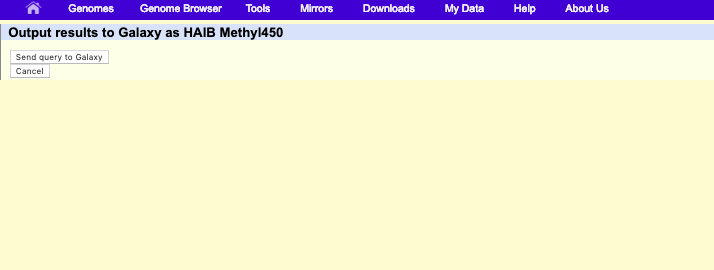 Genomes Genome Browser Tools Mirrors Downloads My Data Help About Us
Output results to Galaxy as HAIB Methyl450
Send query to Galaxy
Cancel